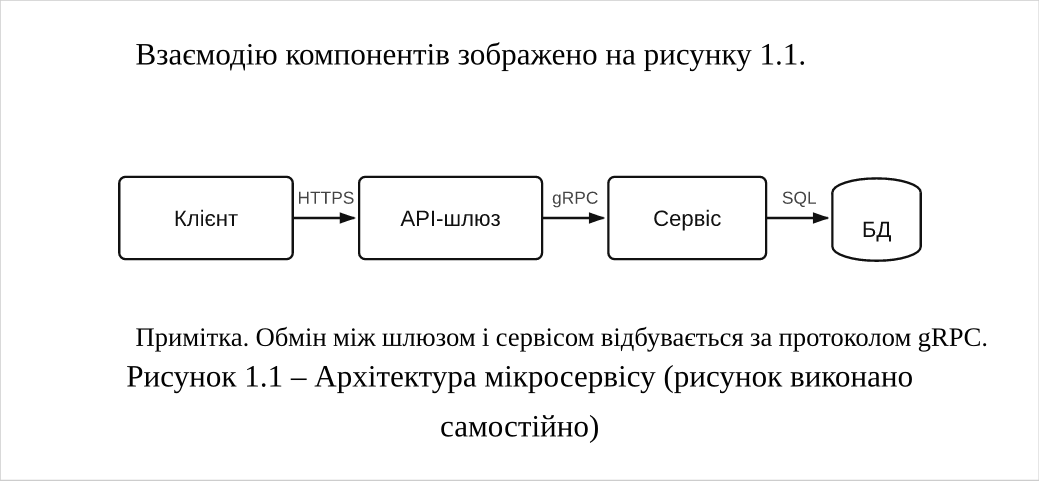 Взаємодію компонентів зображено на рисунку 1.1.
HTTPS
gRPC
SQL
Клієнт
API-шлюз
Сервіс
БД
Примітка. Обмін між шлюзом і сервісом відбувається за протоколом gRPC.
Рисунок 1.1 – Архітектура мікросервісу (рисунок виконано
самостійно)